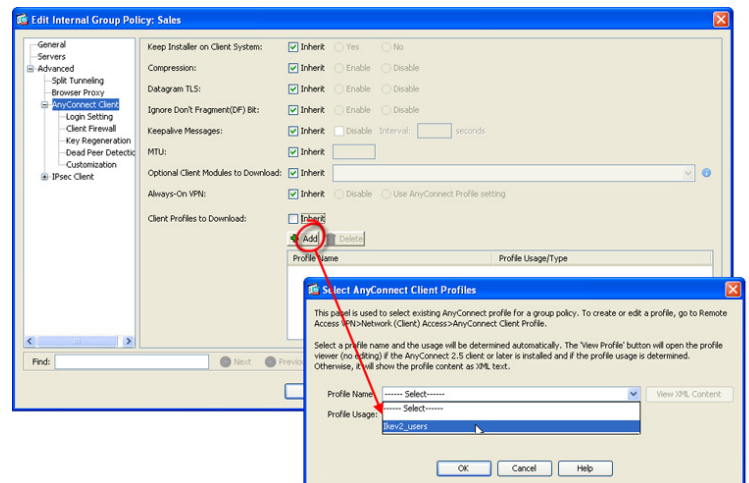 Edit Internal Group Policy: Sales
General
Servers
Advanced
Split Tunneling
Browser Proxy
AnyConnect Client
Login Setting
Client Firewall
Key Regeneration
Dead Peer Detectic
Customization
IPsec Client
Keep Installer on Client System: Inherit Yes No
Compression: Inherit Enable Disable
Datagram TLS: Inherit Enable Disable
Ignore Don't Fragment(DF) Bit: Inherit Enable Disable
Keepalive Messages: Inherit Disable Interval: seconds
MTU: Inherit
Optional Client Modules to Download: Inherit
Always-On VPN: Inherit Disable Use AnyConnect Profile setting
Client Profiles to Download: Inherit
Add Delete
Profile Name Profile Usage/Type
Find: Next Previou
Select AnyConnect Client Profiles
This panel is used to select existing AnyConnect profile for a group policy. To create or edit a profile, go to Remote
Access VPN>Network (Client) Access>AnyConnect Client Profile.
Select a profile name and the usage will be determined automatically. The 'View Profile' button will open the profile
viewer (no editing) if the AnyConnect 2.5 client or later is installed and if the profile usage is determined.
Otherwise, it will show the profile content as XML text.
Profile Name: ------ Select------ View XML Content
------ Select------
Profile Usage:
Ikev2_users
OK Cancel Help